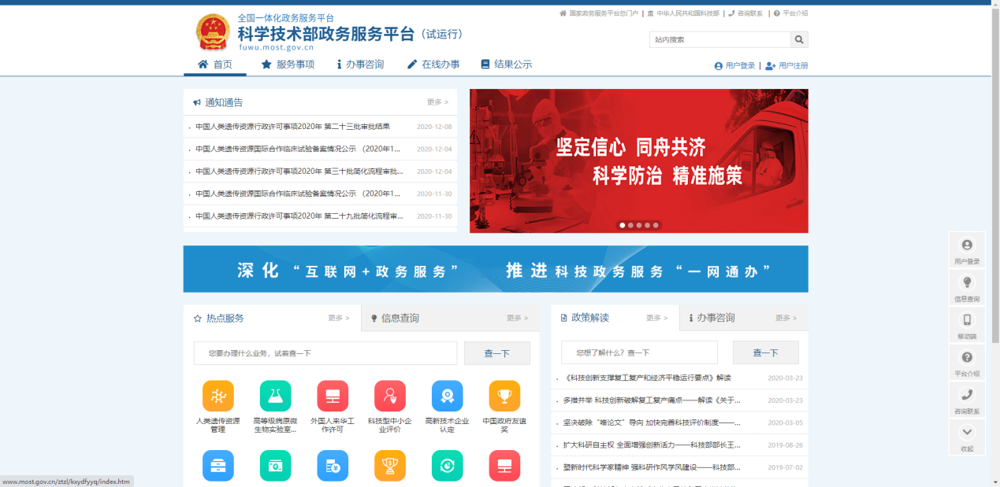 全国一体化政务服务平台
科学技术部政务服务平台（试运行）
fuwu.most.gov.cn
国家政务服务平台总门户 | 中华人民共和国科技部 | 咨询联系 | 平台介绍
站内搜索
首页 服务事项 办事咨询 在线办事 结果公示
用户登录 | 用户注册
通知通告 更多 >
中国人类遗传资源行政许可事项2020年 第二十三批审批结果 2020-12-08
中国人类遗传资源国际合作临床试验备案情况公示 （2020年1... 2020-12-04
中国人类遗传资源行政许可事项2020年 第三十批简化流程审批... 2020-12-04
中国人类遗传资源国际合作临床试验备案情况公示 （2020年1... 2020-11-30
中国人类遗传资源行政许可事项2020年 第二十九批简化流程审... 2020-11-30
坚定信心 同舟共济
科学防治 精准施策
深化“互联网+政务服务” 推进科技政务服务“一网通办”
热点服务 更多 >
信息查询 更多 >
您要办理什么业务，试着查一下
查一下
人类遗传资源
管理
高等级病原微
生物实验室...
外国人来华工
作许可
科技型中小企
业评价
高新技术企业
认定
中国政府友谊
奖
政策解读 更多 >
办事咨询 更多 >
您想了解什么？查一下
查一下
《科技创新支撑复工复产和经济平稳运行要点》解读 2020-03-23
多措并举 科技创新破解复工复产痛点——解读《关于... 2020-03-23
坚决破除“唯论文”导向 加快完善科技评价制度——... 2020-03-05
扩大科研自主权 全面增强创新活力——科技部部长王... 2019-08-26
塑新时代科学家精神 强科研作风学风建设——科技部... 2019-07-02
用户登录
信息查询
移动端
平台介绍
咨询联系
收起
www.most.gov.cn/ztzl/kxydfyyq/index.htm